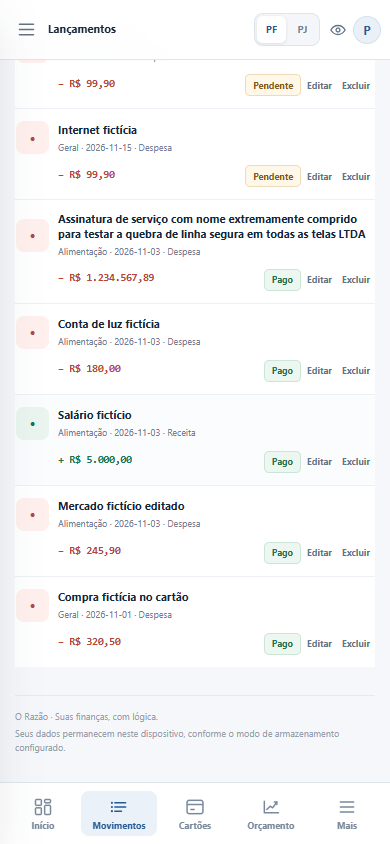 Lançamentos
PF
PJ
P
– R$ 99,90
Pendente
Editar
Excluir
Internet fictícia
Geral · 2026-11-15 · Despesa
– R$ 99,90
Pendente
Editar
Excluir
Assinatura de serviço com nome extremamente comprido
para testar a quebra de linha segura em todas as telas LTDA
Alimentação · 2026-11-03 · Despesa
– R$ 1.234.567,89
Pago
Editar
Excluir
Conta de luz fictícia
Alimentação · 2026-11-03 · Despesa
– R$ 180,00
Pago
Editar
Excluir
Salário fictício
Alimentação · 2026-11-03 · Receita
+ R$ 5.000,00
Pago
Editar
Excluir
Mercado fictício editado
Alimentação · 2026-11-03 · Despesa
– R$ 245,90
Pago
Editar
Excluir
Compra fictícia no cartão
Geral · 2026-11-01 · Despesa
– R$ 320,50
Pago
Editar
Excluir
O Razão · Suas finanças, com lógica.
Seus dados permanecem neste dispositivo, conforme o modo de armazenamento
configurado.
Início
Movimentos
Cartões
Orçamento
Mais